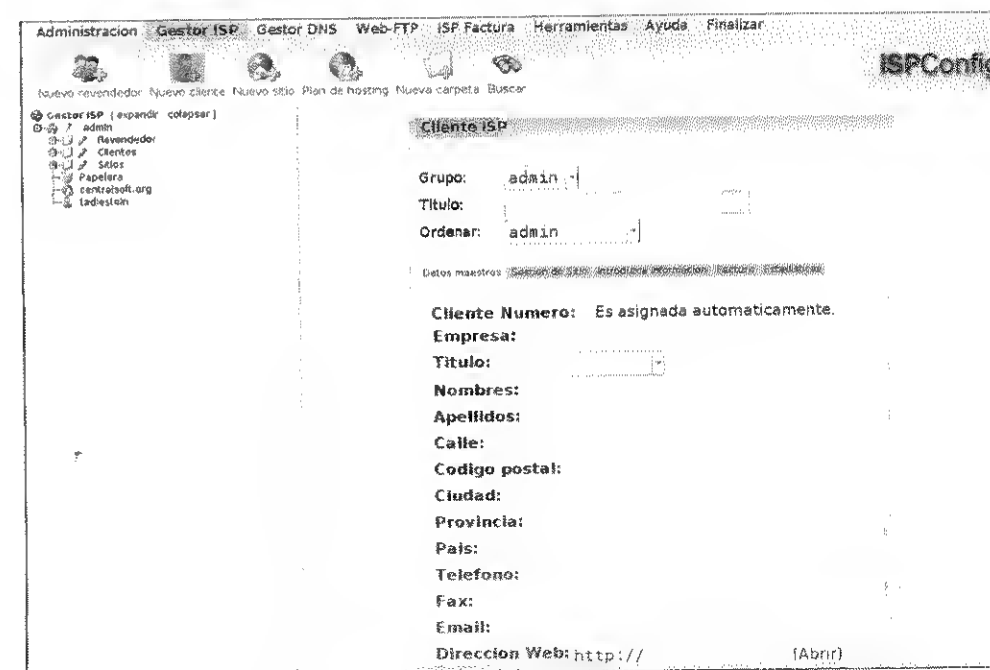 Administracion Gestor ISP Gestor DNS Web-FTP ISP Factura Herramientas Ayuda Finalizar
ISPConfig
Nuevo revendedor Nuevo cliente Nuevo sitio Plan de hosting Nueva carpeta Buscar
Gestor ISP [expandir colapsar]
admin
Revendedor
Clientes
Sitios
Papelera
centralsoft.org
Cliente ISP
Grupo: admin
Titulo:
Ordenar: admin
Datos maestros Factura Estadisticas
Cliente Numero: Es asignada automaticamente.
Empresa:
Titulo:
Nombres:
Apellidos:
Calle:
Codigo postal:
Ciudad:
Provincia:
Pais:
Telefono:
Fax:
Email:
Direccion Web: http:// (Abrir)